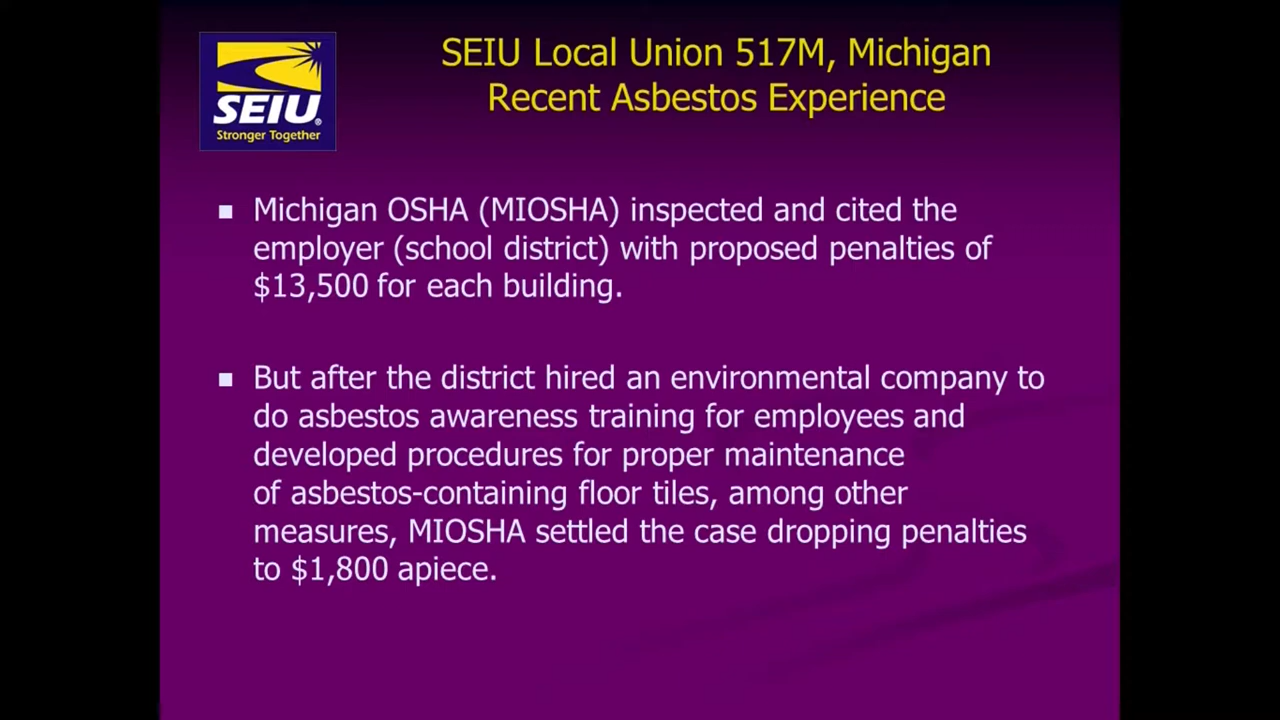 SEIU Local Union 517M, Michigan
Recent Asbestos Experience
SEIU®
Stronger Together
■ Michigan OSHA (MIOSHA) inspected and cited the
employer (school district) with proposed penalties of
$13,500 for each building.
■ But after the district hired an environmental company to
do asbestos awareness training for employees and
developed procedures for proper maintenance
of asbestos-containing floor tiles, among other
measures, MIOSHA settled the case dropping penalties
to $1,800 apiece.